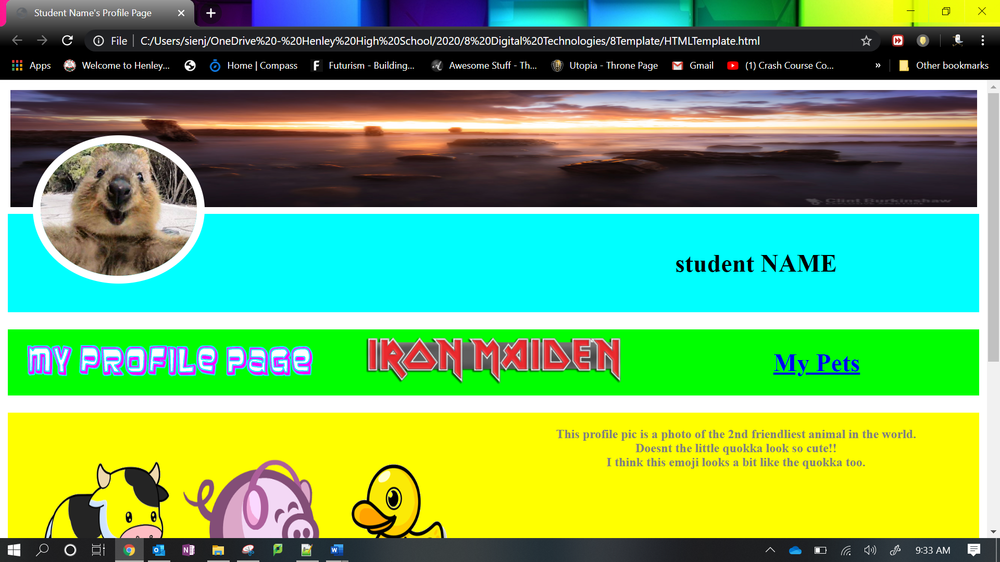 Student Name's Profile Page
File C:/Users/sienj/OneDrive%20-%20Henley%20High%20School/2020/8%20Digital%20Technologies/8Template/HTMLTemplate.html
Apps Welcome to Henley... Home | Compass Futurism - Building... Awesome Stuff - Th... Utopia - Throne Page Gmail (1) Crash Course Co... » Other bookmarks
Clint Burkinshaw
student NAME
MY PROFILE PAGE IRON MAIDEN My Pets
This profile pic is a photo of the 2nd friendliest animal in the world.
Doesnt the little quokka look so cute!!
I think this emoji looks a bit like the quokka too.
9:33 AM